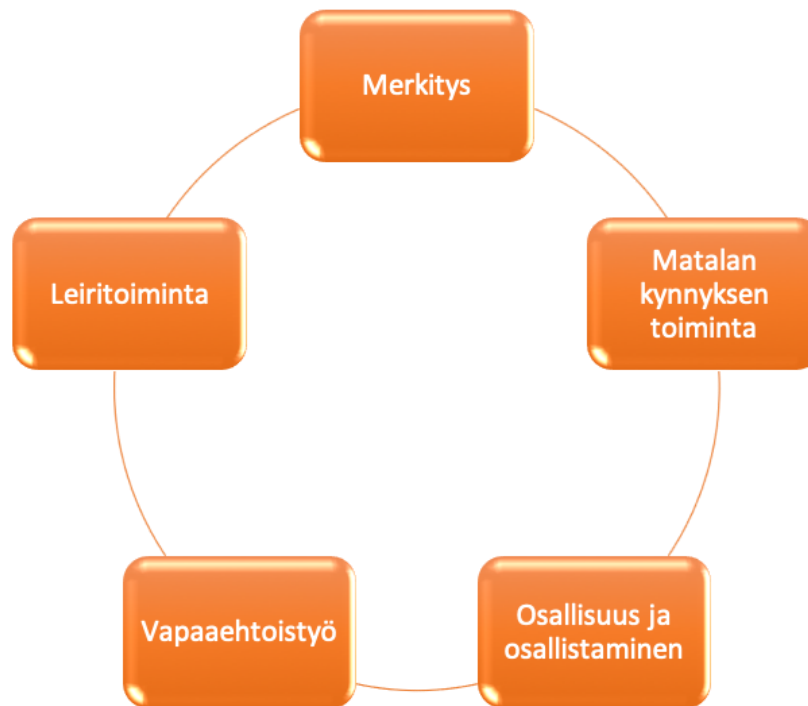 Merkitys
Matalan
kynnyksen
toiminta
Osallisuus ja
osallistaminen
Vapaaehtoistyö
Leiritoiminta